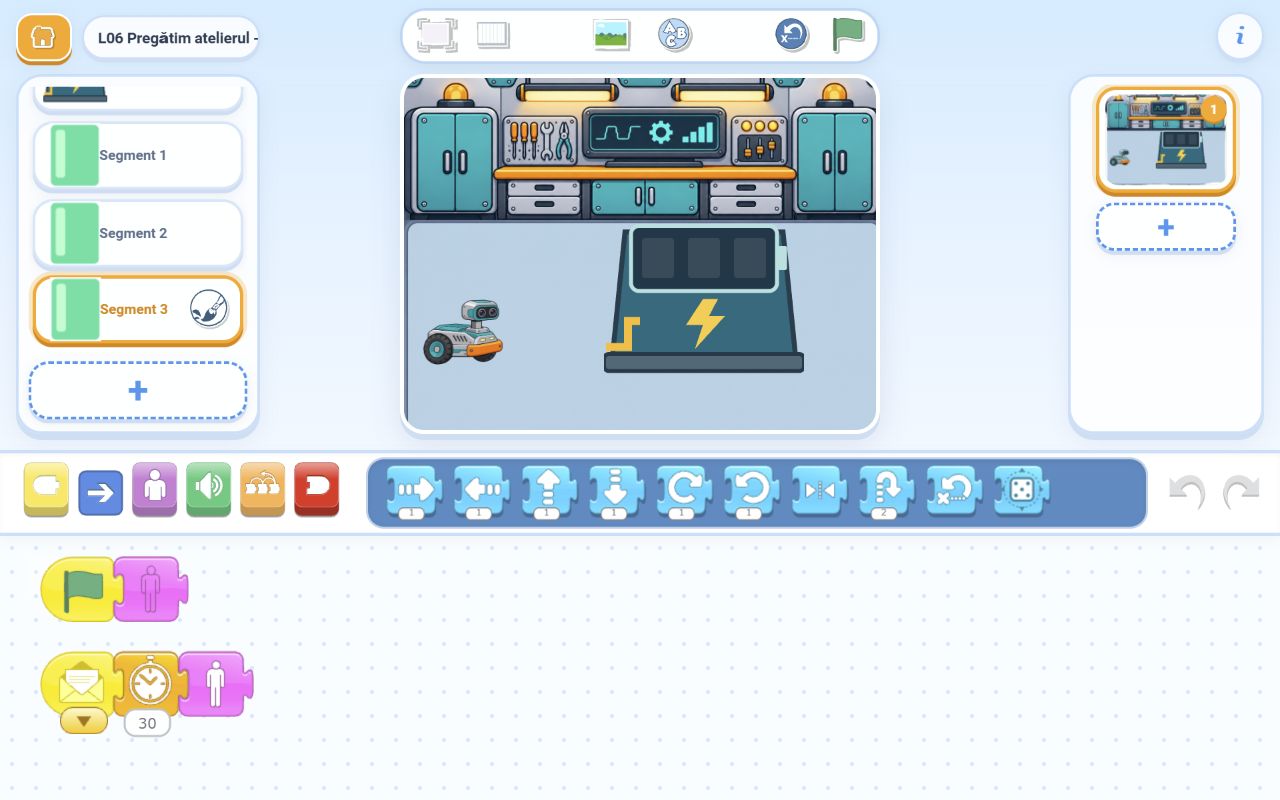 L06 Pregătim atelierul -
A
B
C
x
i
Segment 1
Segment 2
Segment 3
1
1
1
1
1
1
1
2
x
30